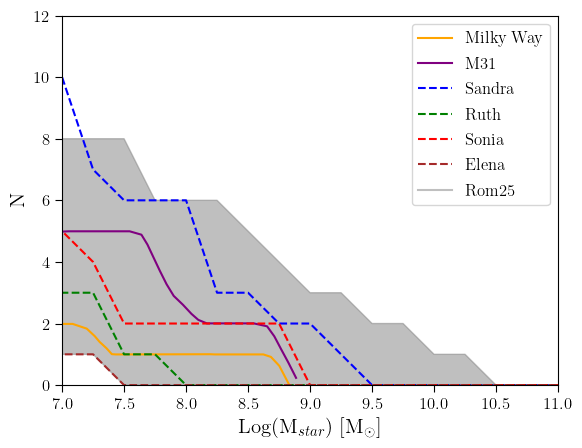 12
10
8
6
4
2
0
N
Milky Way
M31
Sandra
Ruth
Sonia
Elena
Rom25
7.0 7.5 8.0 8.5 9.0 9.5 10.0 10.5 11.0
Log(M$_{star}$) [M$_{\odot}$]